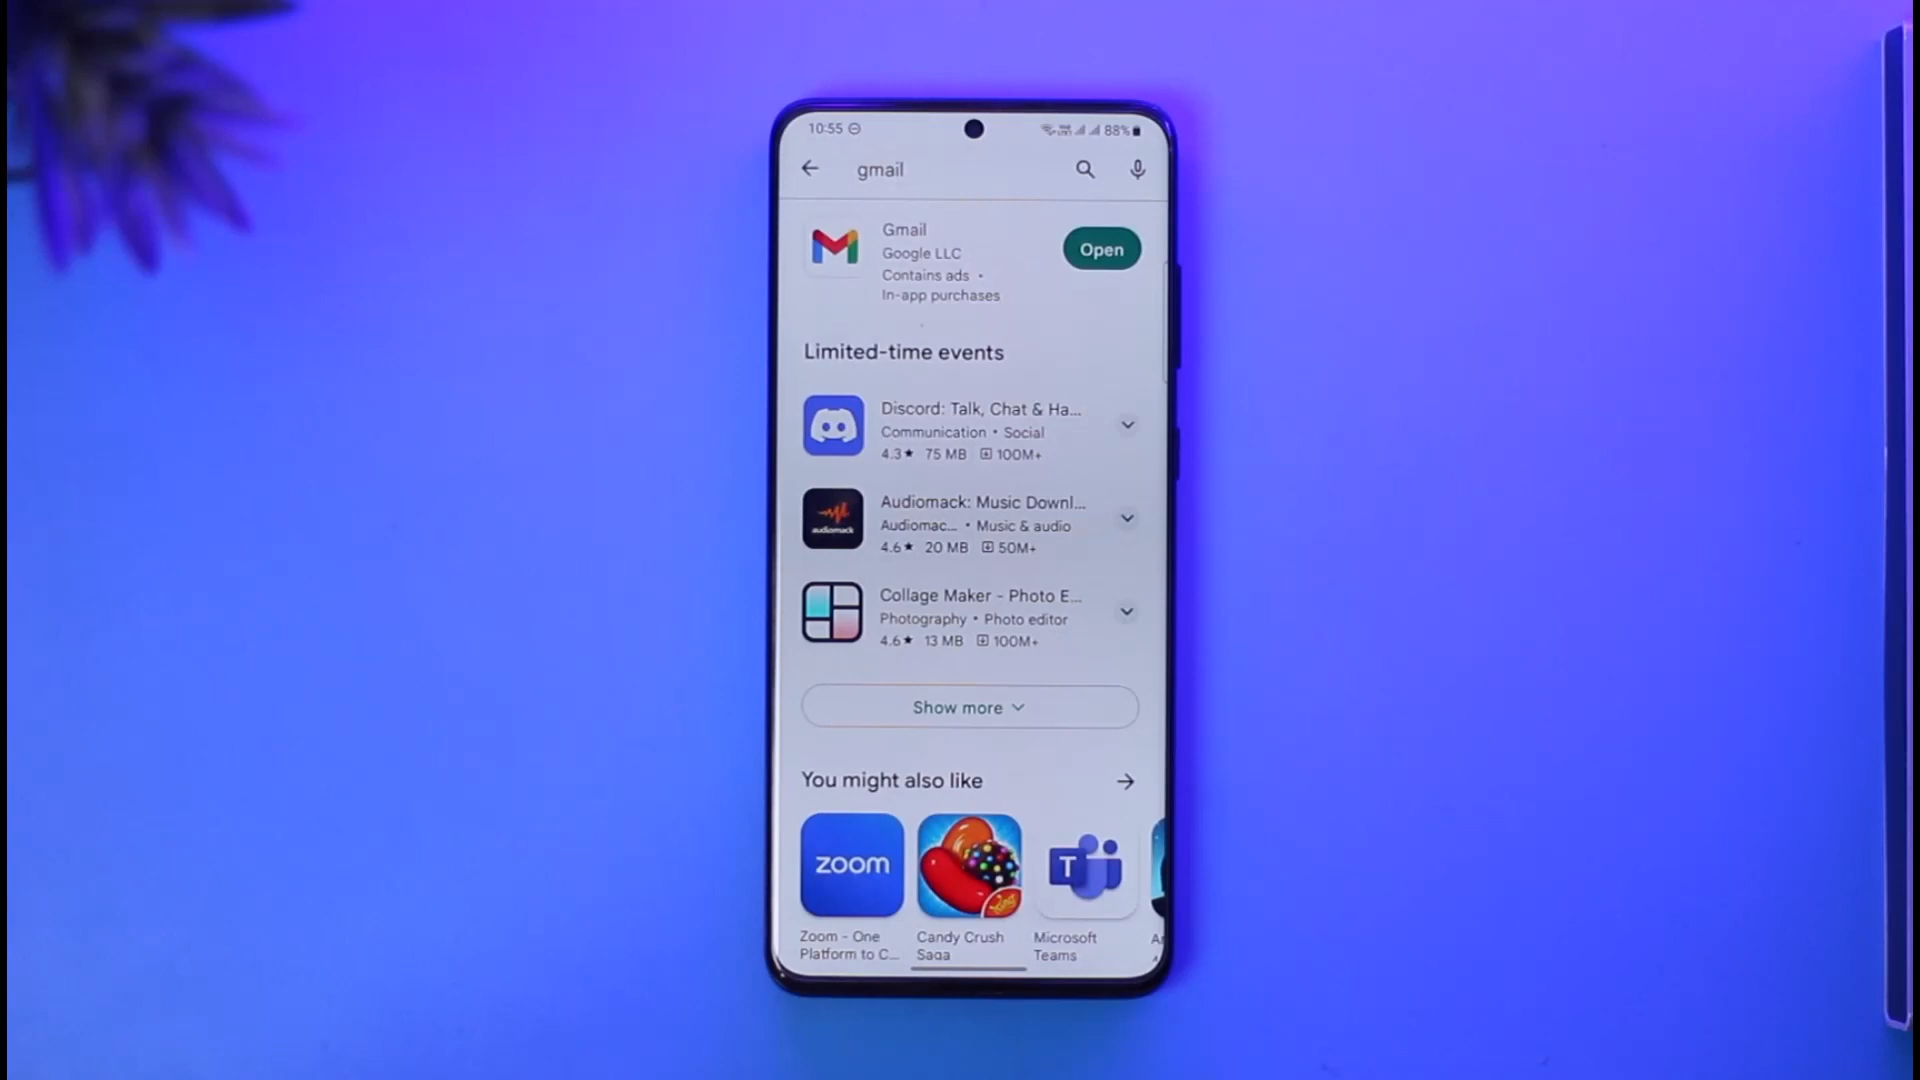 10:55 88%
gmail
Gmail
Google LLC
Contains ads •
In-app purchases
Open
Limited-time events
Discord: Talk, Chat & Ha...
Communication • Social
4.3★ 75 MB 100M+
audiomack
Audiomack: Music Downl...
Audiomac... • Music & audio
4.6★ 20 MB 50M+
Collage Maker - Photo E...
Photography • Photo editor
4.6★ 13 MB 100M+
Show more
You might also like
zoom
King
T
Zoom - One
Platform to C...
Candy Crush
Saga
Microsoft
Teams